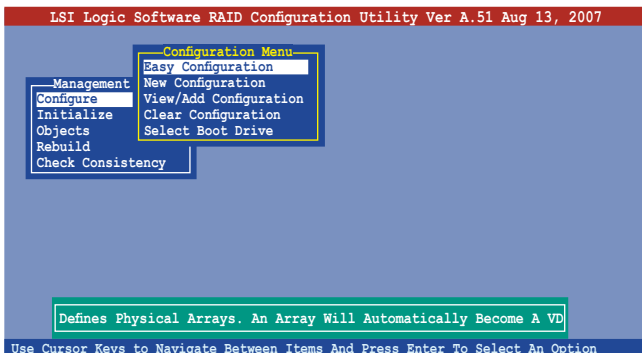 LSI Logic Software RAID Configuration Utility Ver A.51 Aug 13, 2007
Configuration Menu
Easy Configuration
New Configuration
View/Add Configuration
Clear Configuration
Select Boot Drive
Management
Configure
Initialize
Objects
Rebuild
Check Consistency
Defines Physical Arrays. An Array Will Automatically Become A VD
Use Cursor Keys to Navigate Between Items And Press Enter To Select An Option